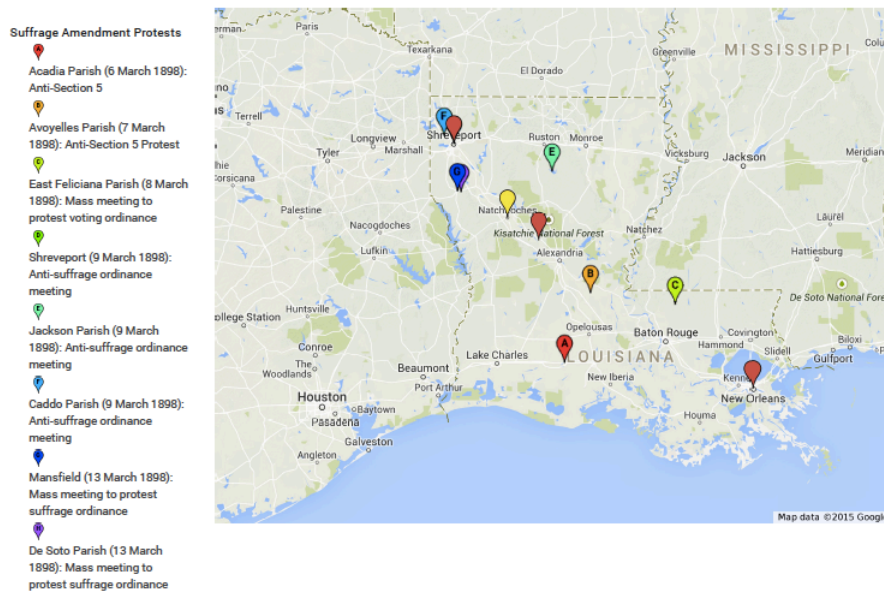 Suffrage Amendment Protests
A
Acadia Parish (6 March 1898):
Anti-Section 5
B
Avoyelles Parish (7 March
1898): Anti-Section 5 Protest
C
East Feliciana Parish (8 March
1898): Mass meeting to
protest voting ordinance
D
Shreveport (9 March 1898):
Anti-suffrage ordinance
meeting
E
Jackson Parish (9 March
1898): Anti-suffrage ordinance
meeting
F
Caddo Parish (9 March 1898):
Anti-suffrage ordinance
meeting
G
Mansfield (13 March 1898):
Mass meeting to protest
suffrage ordinance
H
De Soto Parish (13 March
1898): Mass meeting to
protest suffrage ordinance
Paris
Texarkana
Greenville
MISSISSIPPI
El Dorado
Terrell
F
Longview
Marshall
Shreveport
Ruston
Monroe
E
Tyler
Vicksburg
Jackson
Meridian
Corsicana
G
Palestine
Nacogdoches
Natchitoches
Natchez
Laurel
Kisatchie National Forest
Lufkin
Alexandria
Hattiesburg
B
C
De Soto National Fore
Huntsville
ollege Station
Opelousas
Baton Rouge
Covington
Hammond
Slidell
Biloxi
Gulfport
Conroe
A
The
Woodlands
Beaumont
Lake Charles
LOUISIANA
Port Arthur
New Iberia
Kenne
New Orleans
Houston
Baytown
Pasadena
Houma
Galveston
Angleton
Map data ©2015 Google